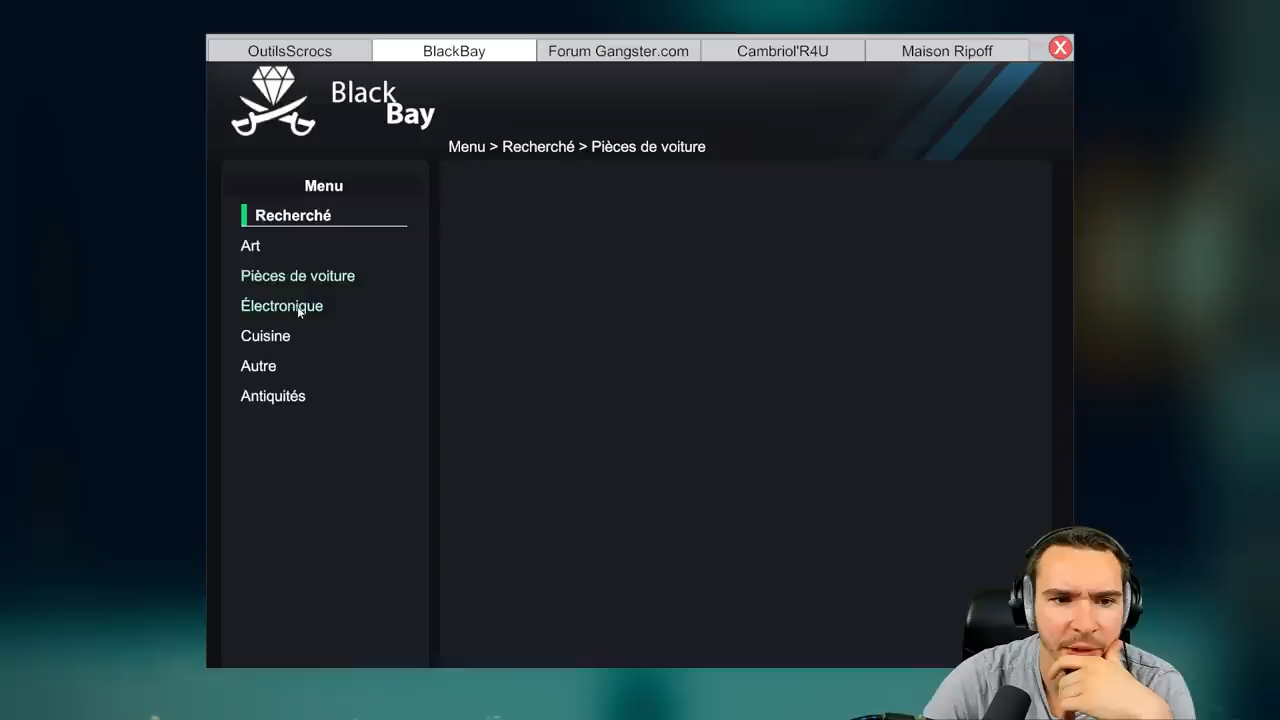 OutilsScrocs BlackBay Forum Gangster.com Cambriol'R4U Maison Ripoff X
Black
Bay
Menu > Recherché > Pièces de voiture
Menu
Recherché
Art
Pièces de voiture
Électronique
Cuisine
Autre
Antiquités